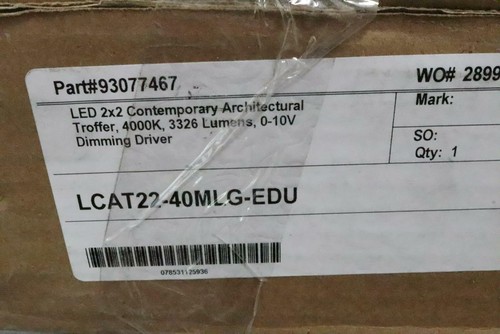 Part#93077467
WO# 2899
LED 2x2 Contemporary Architectural
Troffer, 4000K, 3326 Lumens, 0-10V
Dimming Driver
Mark:
SO:
Qty: 1
LCAT22-40MLG-EDU